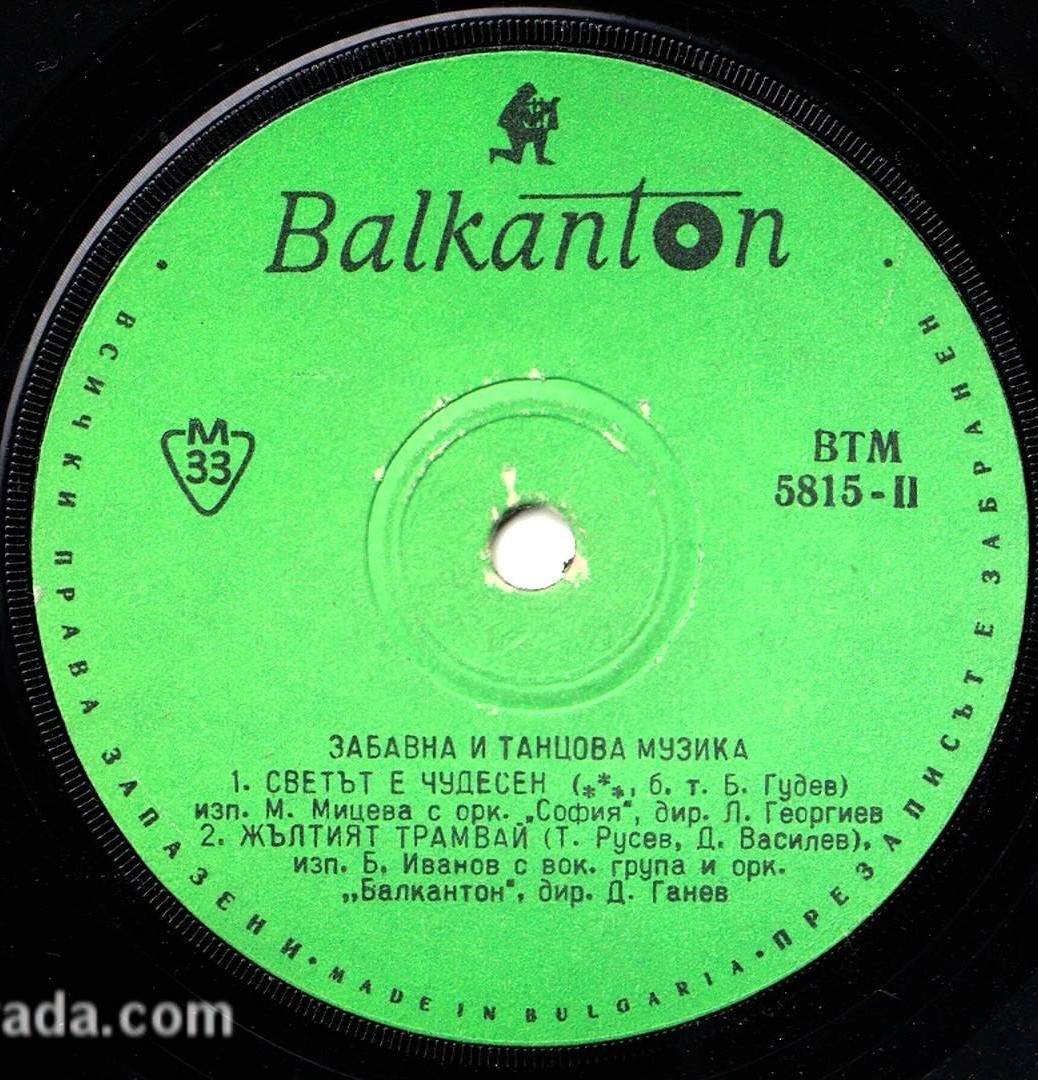 Balkanton
М
33
ВТМ
5815-II
ЗАБАВНА И ТАНЦОВА МУЗИКА
1. СВЕТЪТ Е ЧУДЕСЕН (***, б. т. Б. Гудев)
изп. М. Мицева с орк. „София", дир. Л. Георгиев
2. ЖЪЛТИЯТ ТРАМВАЙ (Т. Русев, Д. Василев),
изп. Б. Иванов с вок. група и орк.
„Балкантон", дир. Д. Ганев
• ВСИЧКИ ПРАВА ЗАПАЗЕНИ • MADE IN BULGARIA • ПРЕЗАПИСЪТ Е ЗАБРАНЕН •
ada.com